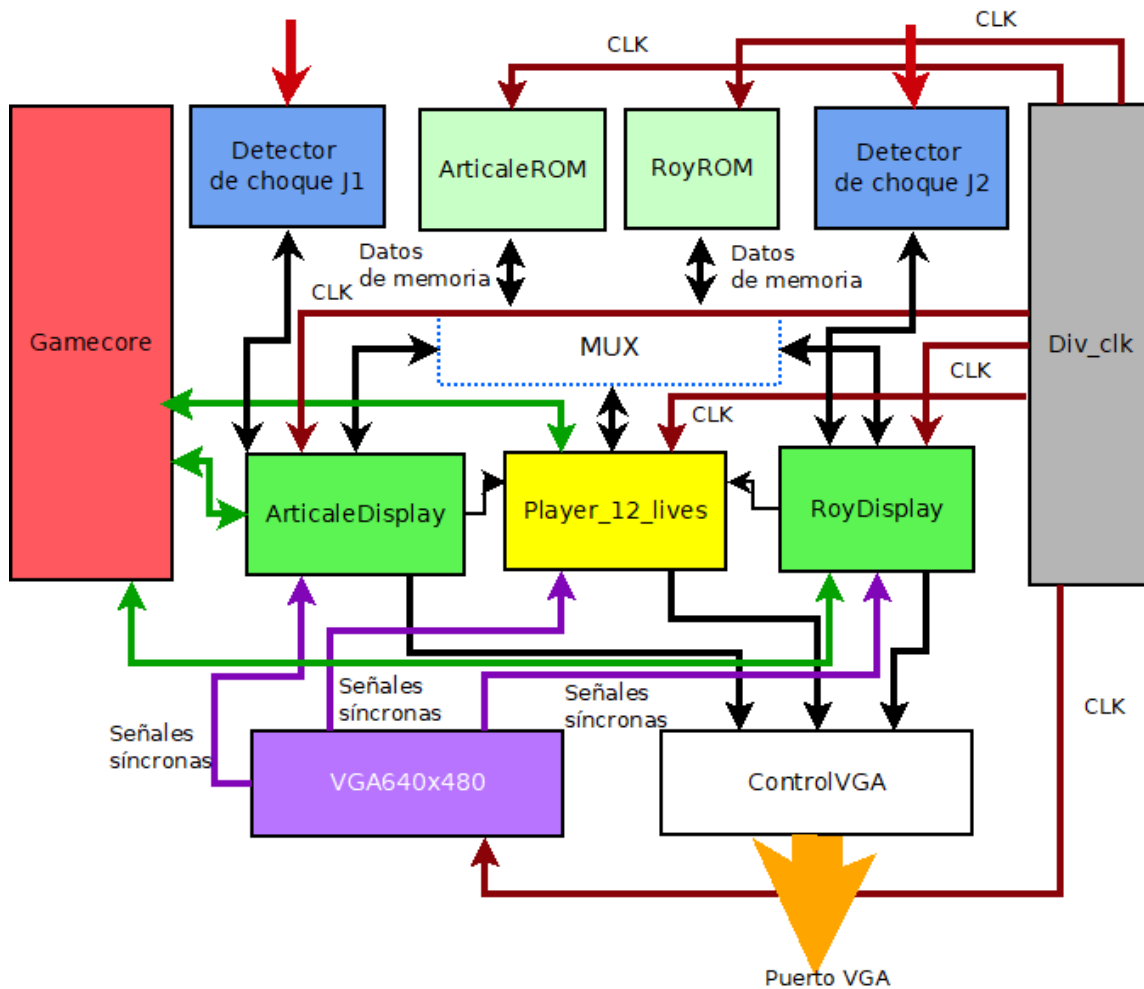 CLK
CLK
Detector
de choque J1
ArticaleROM
RoyROM
Detector
de choque J2
Datos
de memoria
Datos
de memoria
CLK
Gamecore
MUX
Div_clk
CLK
CLK
ArticaleDisplay
Player_12_lives
RoyDisplay
Señales
síncronas
Señales
síncronas
Señales
síncronas
CLK
VGA640x480
ControlVGA
Puerto VGA